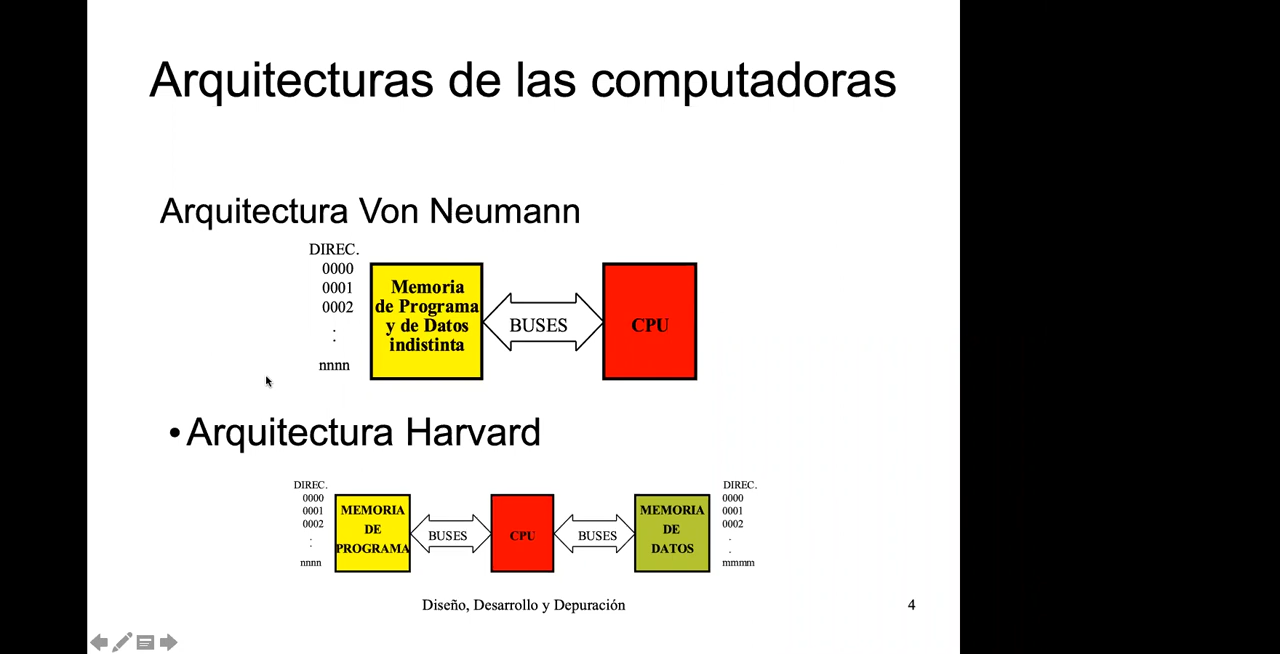 Arquitecturas de las computadoras
Arquitectura Von Neumann
DIREC.
0000
0001
0002
.
.
nnnn
Memoria
de Programa
y de Datos
indistinta
BUSES
CPU
• Arquitectura Harvard
DIREC.
0000
0001
0002
.
.
nnnn
MEMORIA
DE
PROGRAMA
BUSES
CPU
BUSES
MEMORIA
DE
DATOS
DIREC.
0000
0001
0002
.
.
mmmm
Diseño, Desarrollo y Depuración
4